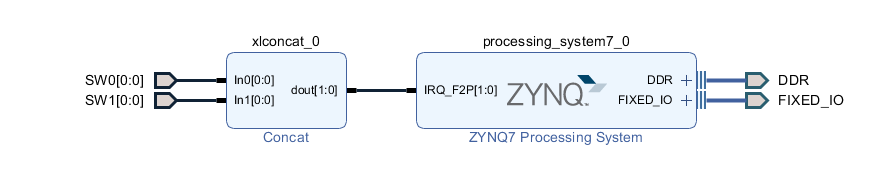 xlconcat_0
processing_system7_0
SW0[0:0]
SW1[0:0]
In0[0:0]
In1[0:0]
dout[1:0]
IRQ_F2P[1:0]
ZYNQ
DDR
FIXED_IO
DDR
FIXED_IO
Concat
ZYNQ7 Processing System